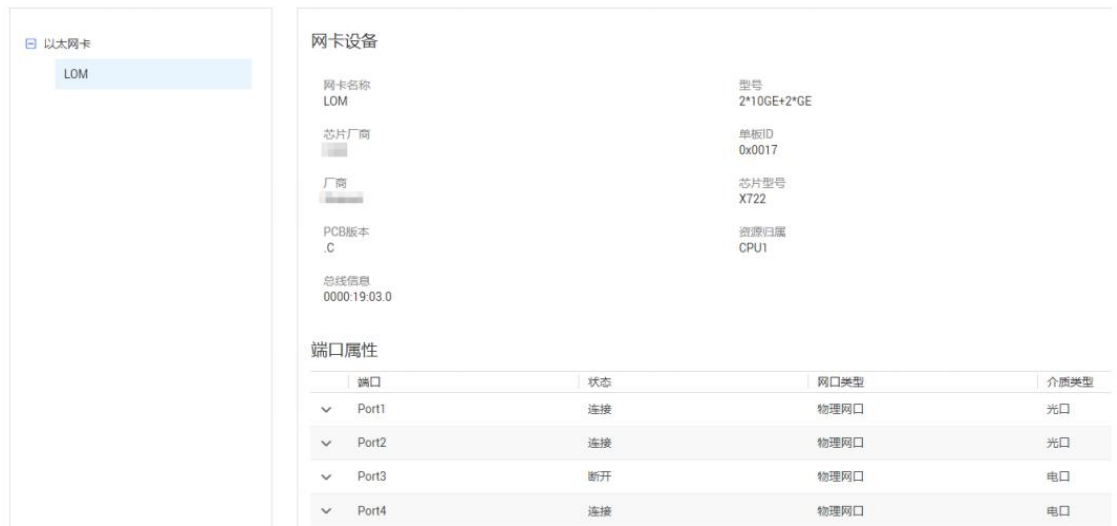 以太网卡
LOM
网卡设备
网卡名称
LOM
型号
2*10GE+2*GE
芯片厂商
单板ID
0x0017
厂商
芯片型号
X722
PCB版本
.C
资源归属
CPU1
总线信息
0000:19:03.0
端口属性
端口 状态 网口类型 介质类型
Port1 连接 物理网口 光口
Port2 连接 物理网口 光口
Port3 断开 物理网口 电口
Port4 连接 物理网口 电口